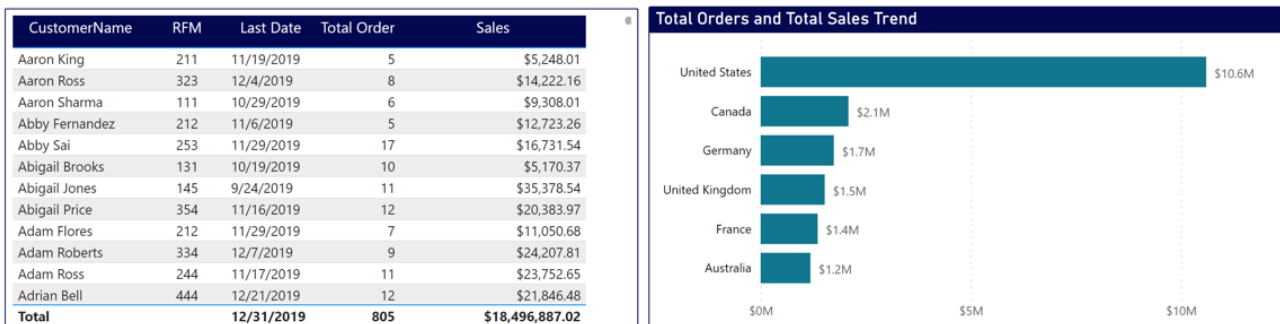 CustomerName RFM Last Date Total Order Sales
Aaron King 211 11/19/2019 5 $5,248.01
Aaron Ross 323 12/4/2019 8 $14,222.16
Aaron Sharma 111 10/29/2019 6 $9,308.01
Abby Fernandez 212 11/6/2019 5 $12,723.26
Abby Sai 253 11/29/2019 17 $16,731.54
Abigail Brooks 131 10/19/2019 10 $5,170.37
Abigail Jones 145 9/24/2019 11 $35,378.54
Abigail Price 354 11/16/2019 12 $20,383.97
Adam Flores 212 11/29/2019 7 $11,050.68
Adam Roberts 334 12/7/2019 9 $24,207.81
Adam Ross 244 11/17/2019 11 $23,752.65
Adrian Bell 444 12/21/2019 12 $21,846.48
Total 12/31/2019 805 $18,496,887.02
Total Orders and Total Sales Trend
United States $10.6M
Canada $2.1M
Germany $1.7M
United Kingdom $1.5M
France $1.4M
Australia $1.2M
$0M $5M $10M